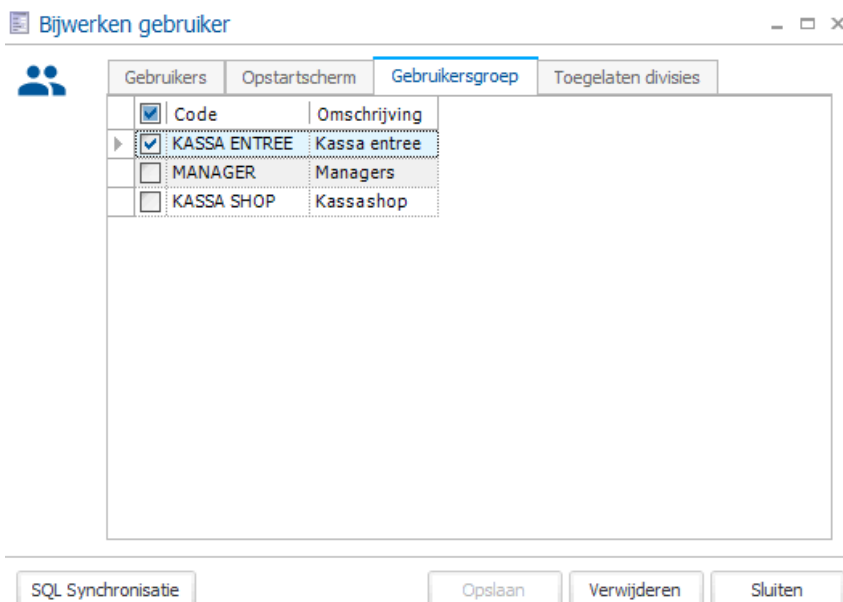 Bijwerken gebruiker
Gebruikers Opstartscherm Gebruikersgroep Toegelaten divisies
Code Omschrijving
KASSA ENTREE Kassa entree
MANAGER Managers
KASSA SHOP Kassashop
SQL Synchronisatie Opslaan Verwijderen Sluiten